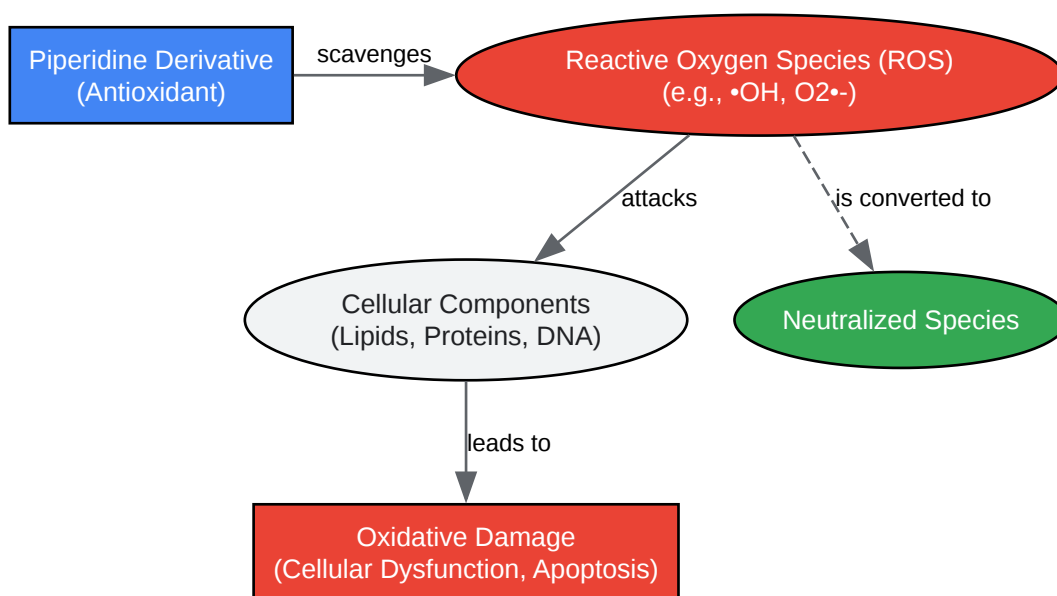 Piperidine Derivative
(Antioxidant)
scavenges
Reactive Oxygen Species (ROS)
(e.g., •OH, O2•-)
attacks
is converted to
Cellular Components
(Lipids, Proteins, DNA)
Neutralized Species
leads to
Oxidative Damage
(Cellular Dysfunction, Apoptosis)